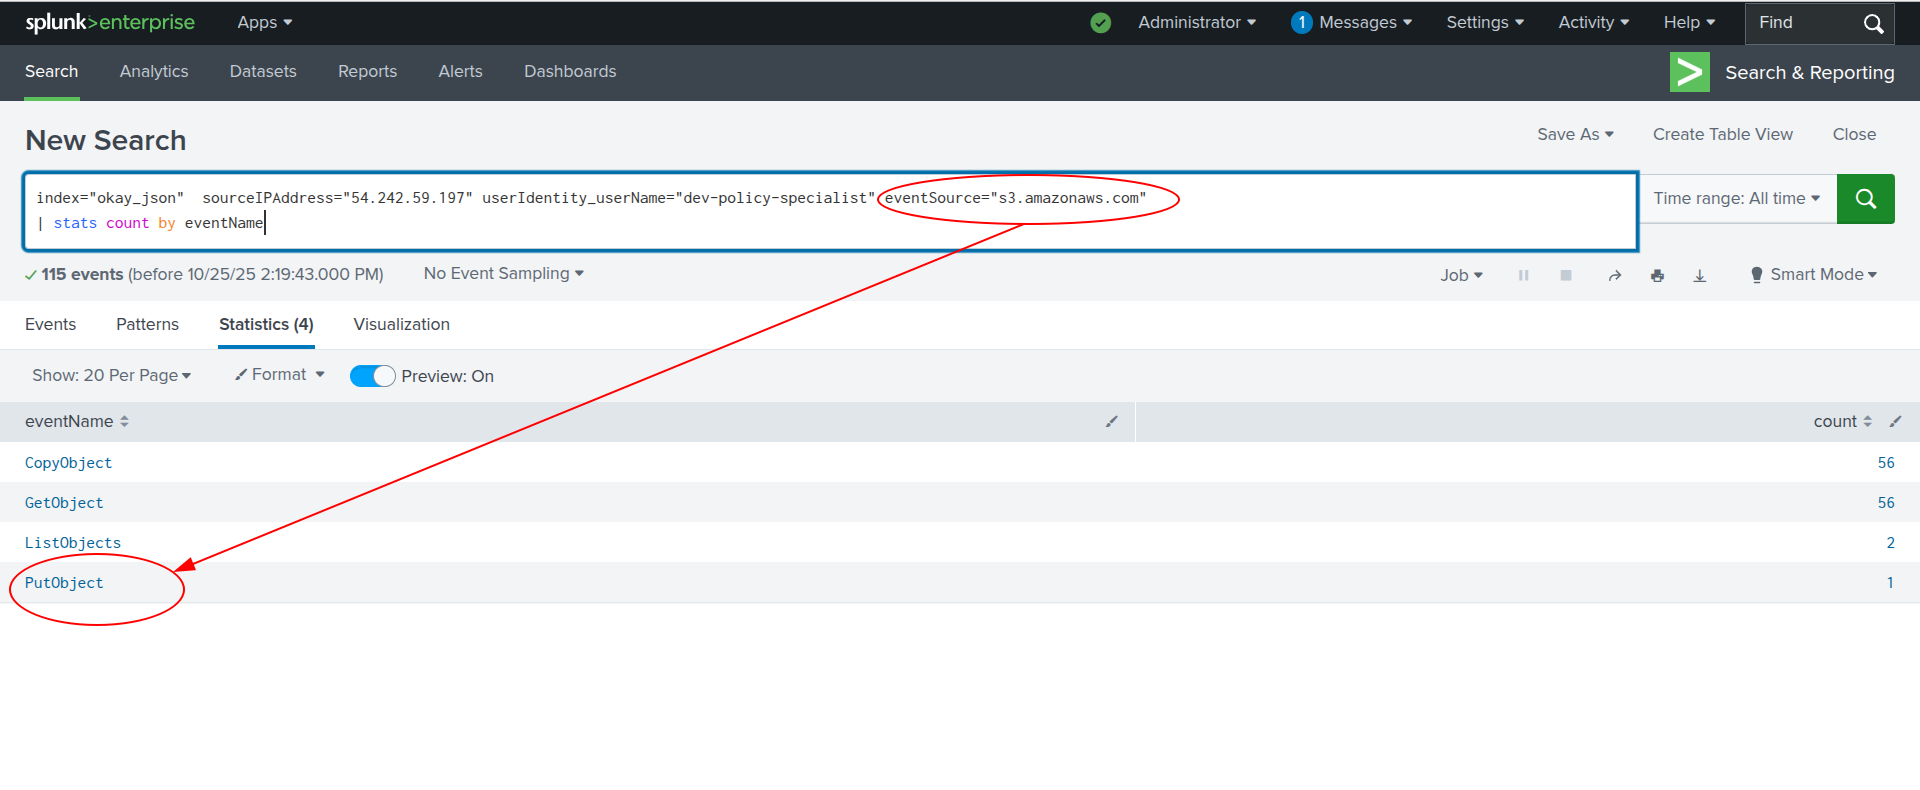 splunk>enterprise Apps Administrator 1 Messages Settings Activity Help Find
Search Analytics Datasets Reports Alerts Dashboards > Search & Reporting
New Search Save As Create Table View Close
index="okay_json"  sourceIPAddress="54.242.59.197" userIdentity_userName="dev-policy-specialist" eventSource="s3.amazonaws.com"
| stats count by eventName
Time range: All time
115 events (before 10/25/25 2:19:43.000 PM) No Event Sampling Job Smart Mode
Events Patterns Statistics (4) Visualization
Show: 20 Per Page Format Preview: On
eventName count
CopyObject 56
GetObject 56
ListObjects 2
PutObject 1